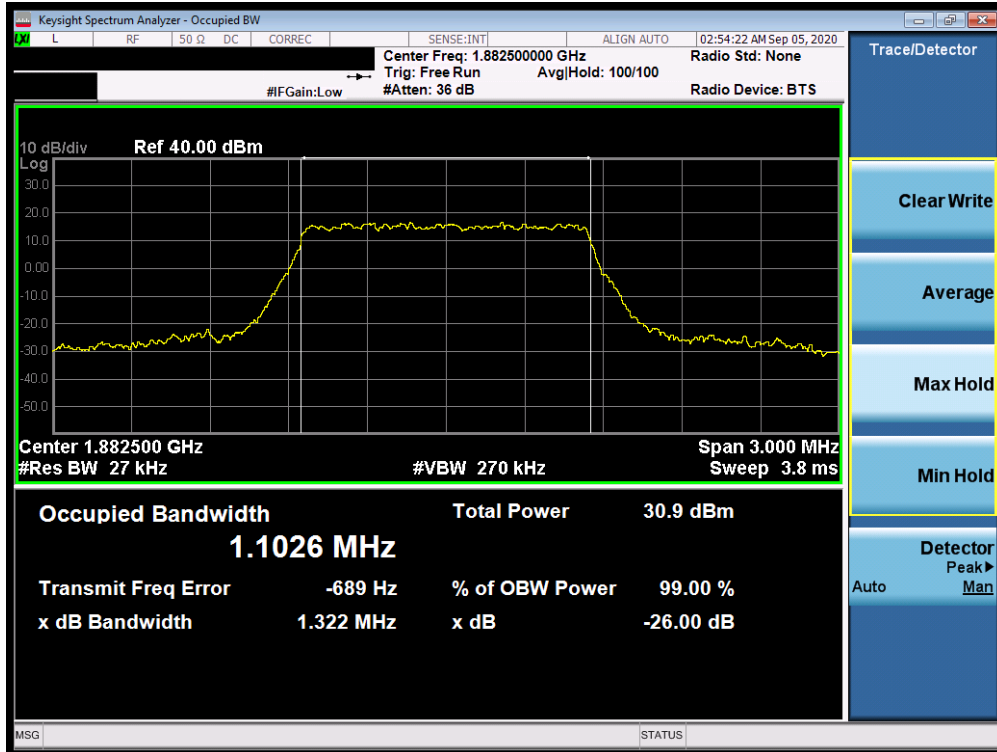 Keysight Spectrum Analyzer - Occupied BW
LXI L RF 50 Ω DC CORREC SENSE:INT ALIGN AUTO 02:54:22 AM Sep 05, 2020
Center Freq: 1.882500000 GHz Radio Std: None
Trig: Free Run Avg|Hold: 100/100
#IFGain:Low #Atten: 36 dB Radio Device: BTS
10 dB/div Ref 40.00 dBm
Log
30.0
20.0
10.0
0.00
-10.0
-20.0
-30.0
-40.0
-50.0
Center 1.882500 GHz Span 3.000 MHz
#Res BW 27 kHz #VBW 270 kHz Sweep 3.8 ms
Occupied Bandwidth Total Power 30.9 dBm
1.1026 MHz
Transmit Freq Error -689 Hz % of OBW Power 99.00 %
x dB Bandwidth 1.322 MHz x dB -26.00 dB
MSG STATUS
Trace/Detector
Clear Write
Average
Max Hold
Min Hold
Detector
Peak▶
Auto Man